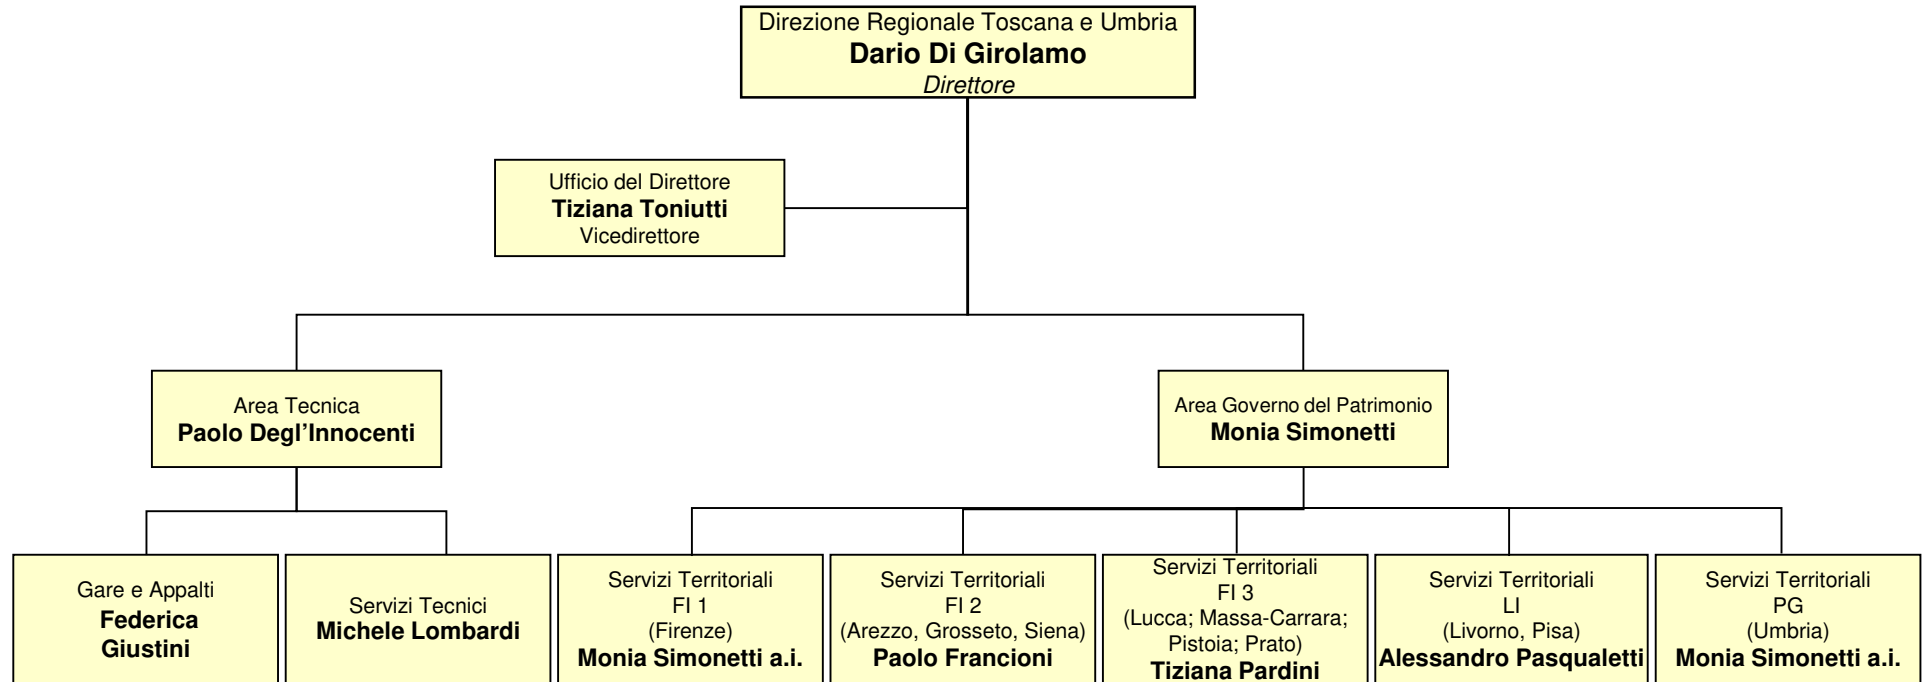 Direzione Regionale Toscana e Umbria
Dario Di Girolamo
Direttore
Ufficio del Direttore
Tiziana Toniutti
Vicedirettore
Area Tecnica
Paolo Degl’Innocenti
Area Governo del Patrimonio
Monia Simonetti
Gare e Appalti
Federica
Giustini
Servizi Tecnici
Michele Lombardi
Servizi Territoriali
FI 1
(Firenze)
Monia Simonetti a.i.
Servizi Territoriali
FI 2
(Arezzo, Grosseto, Siena)
Paolo Francioni
Servizi Territoriali
FI 3
(Lucca; Massa-Carrara;
Pistoia; Prato)
Tiziana Pardini
Servizi Territoriali
LI
(Livorno, Pisa)
Alessandro Pasqualetti
Servizi Territoriali
PG
(Umbria)
Monia Simonetti a.i.